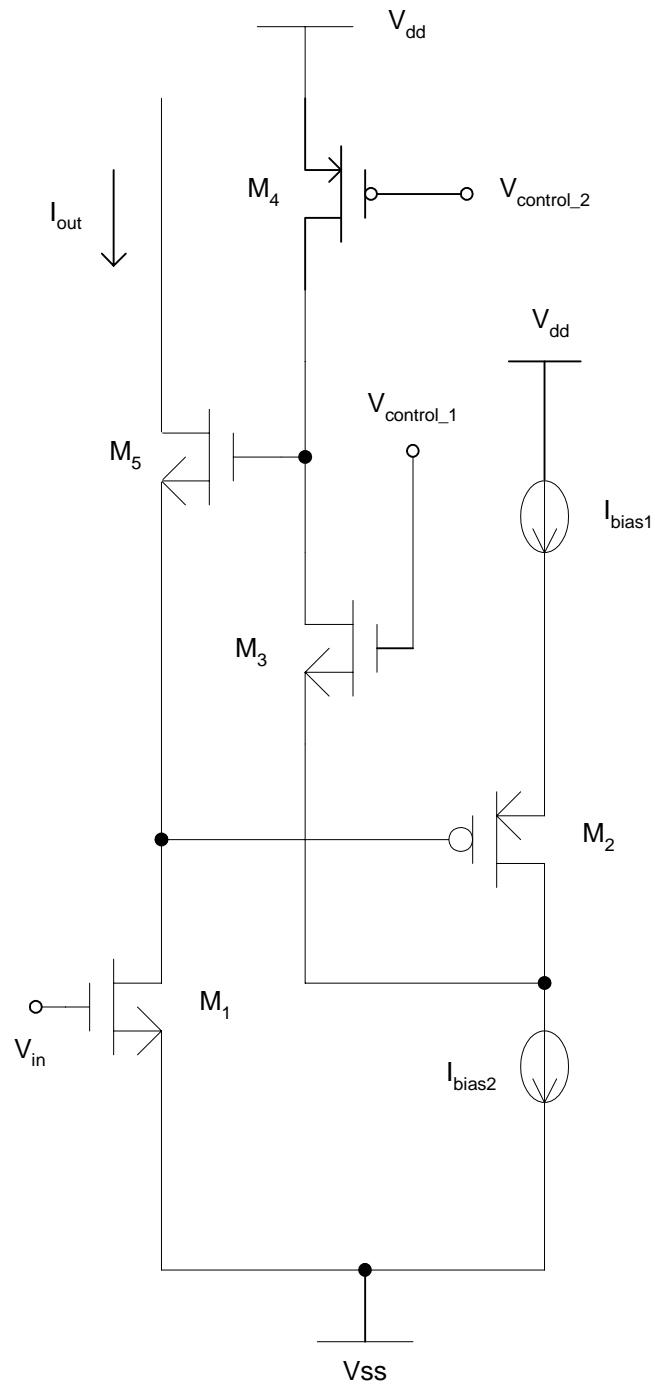 V_dd
M_4
V_control_2
I_out
V_dd
V_control_1
M_5
I_bias1
M_3
M_2
M_1
V_in
I_bias2
Vss